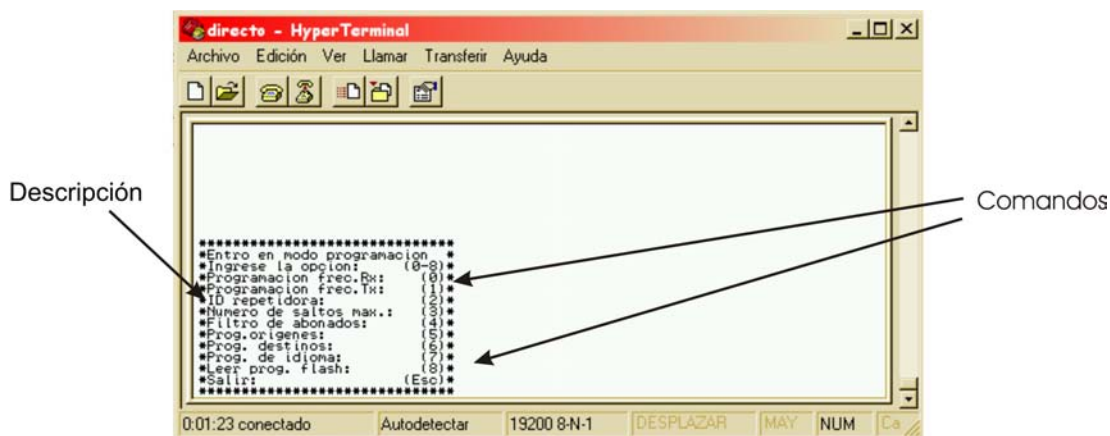 directo - HyperTerminal
Archivo Edición Ver Llamar Transferir Ayuda
Descripción
Comandos
******************************
*Entro en modo programacion *
*Ingrese la opcion: (0-8)*
*Programacion frec.Rx: (0)*
*Programacion frec.Tx: (1)*
*ID repetidora: (2)*
*Numero de saltos max.: (3)*
*Filtro de abonados: (4)*
*Prog.origenes: (5)*
*Prog. destinos: (6)*
*Prog. de idioma: (7)*
*Leer prog. flash: (8)*
*Salir: (Esc)*
******************************
0:01:23 conectado Autodetectar 19200 8-N-1 DESPLAZAR MAY NUM Ca